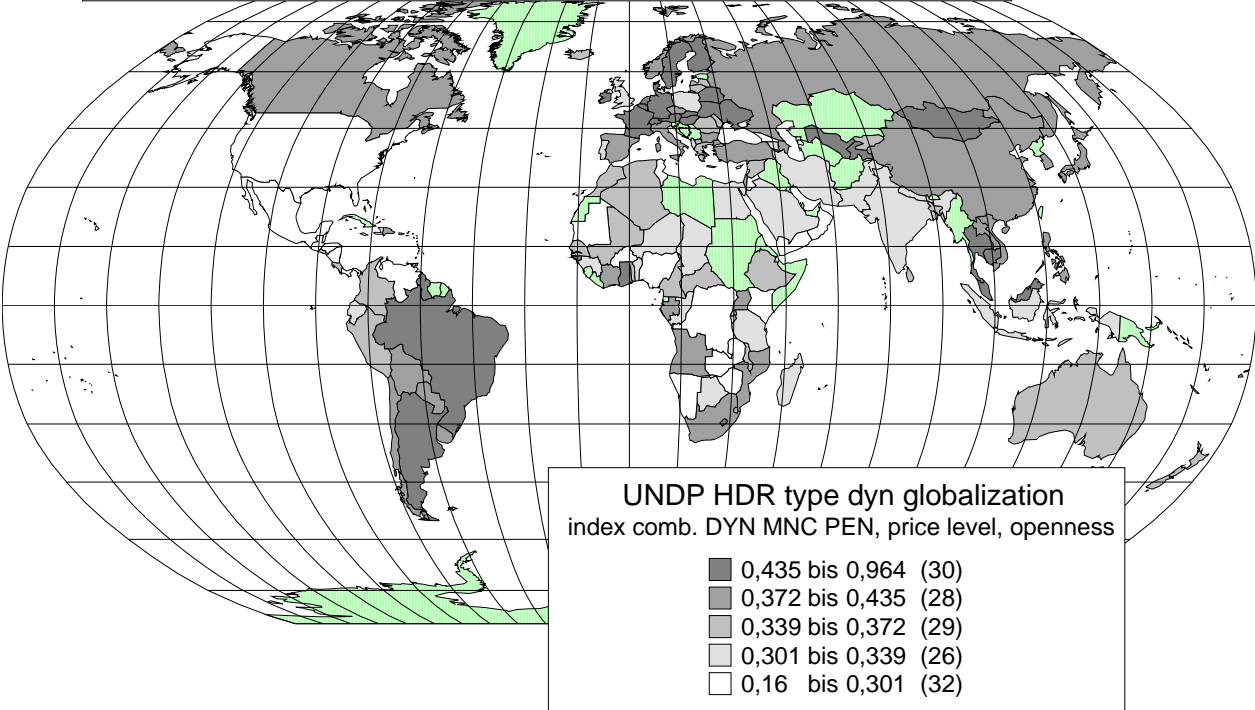 UNDP HDR type dyn globalization
index comb. DYN MNC PEN, price level, openness
0,435 bis 0,964 (30)
0,372 bis 0,435 (28)
0,339 bis 0,372 (29)
0,301 bis 0,339 (26)
0,16 bis 0,301 (32)